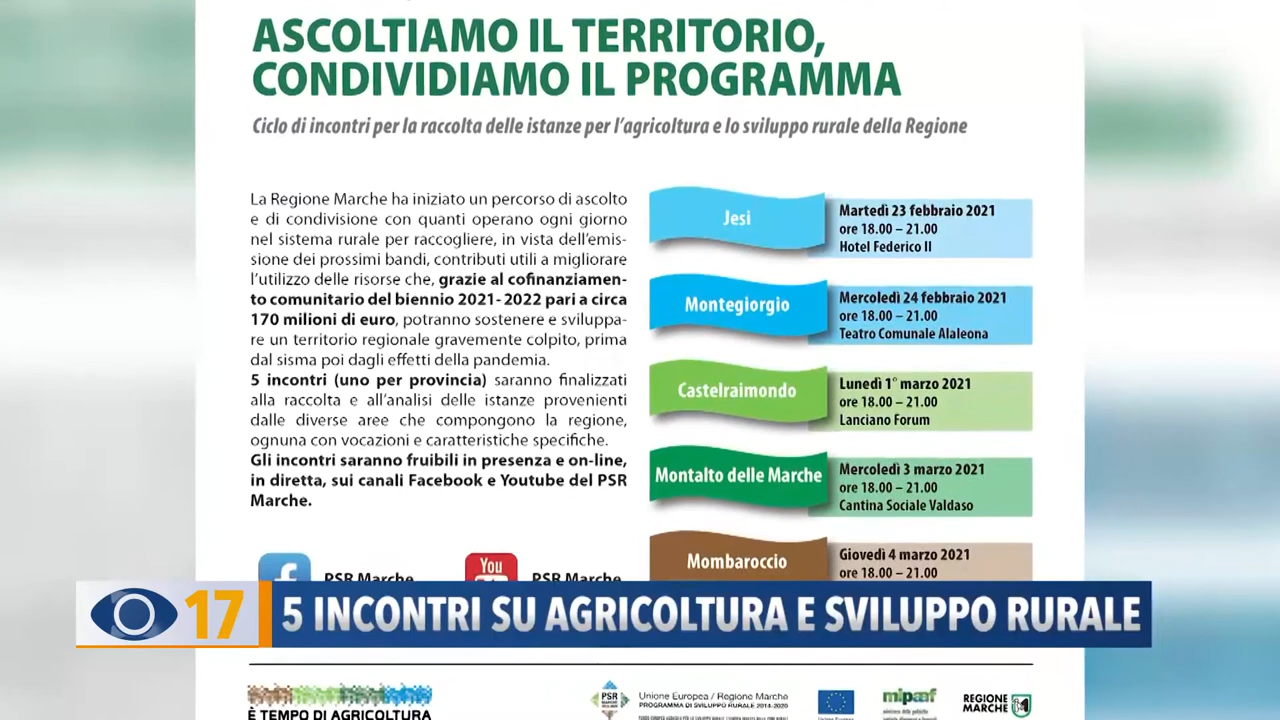 ASCOLTIAMO IL TERRITORIO,
CONDIVIDIAMO IL PROGRAMMA
Ciclo di incontri per la raccolta delle istanze per l'agricoltura e lo sviluppo rurale della Regione
La Regione Marche ha iniziato un percorso di ascolto
e di condivisione con quanti operano ogni giorno
nel sistema rurale per raccogliere, in vista dell'emis-
sione dei prossimi bandi, contributi utili a migliorare
l'utilizzo delle risorse che, grazie al cofinanziamen-
to comunitario del biennio 2021- 2022 pari a circa
170 milioni di euro, potranno sostenere e sviluppa-
re un territorio regionale gravemente colpito, prima
dal sisma poi dagli effetti della pandemia.
5 incontri (uno per provincia) saranno finalizzati
alla raccolta e all'analisi delle istanze provenienti
dalle diverse aree che compongono la regione,
ognuna con vocazioni e caratteristiche specifiche.
Gli incontri saranno fruibili in presenza e on-line,
in diretta, sui canali Facebook e Youtube del PSR
Marche.
Jesi
Martedì 23 febbraio 2021
ore 18.00 – 21.00
Hotel Federico II
Montegiorgio
Mercoledì 24 febbraio 2021
ore 18.00 – 21.00
Teatro Comunale Alaleona
Castelraimondo
Lunedì 1° marzo 2021
ore 18.00 – 21.00
Lanciano Forum
Montalto delle Marche
Mercoledì 3 marzo 2021
ore 18.00 – 21.00
Cantina Sociale Valdaso
Mombaroccio
Giovedì 4 marzo 2021
ore 18.00 – 21.00
PSR Marche
You
PSR Marche
17
5 INCONTRI SU AGRICOLTURA E SVILUPPO RURALE
È TEMPO DI AGRICOLTURA
PSR
Unione Europea / Regione Marche
PROGRAMMA DI SVILUPPO RURALE 2014-2020
mipaaf
REGIONE
MARCHE